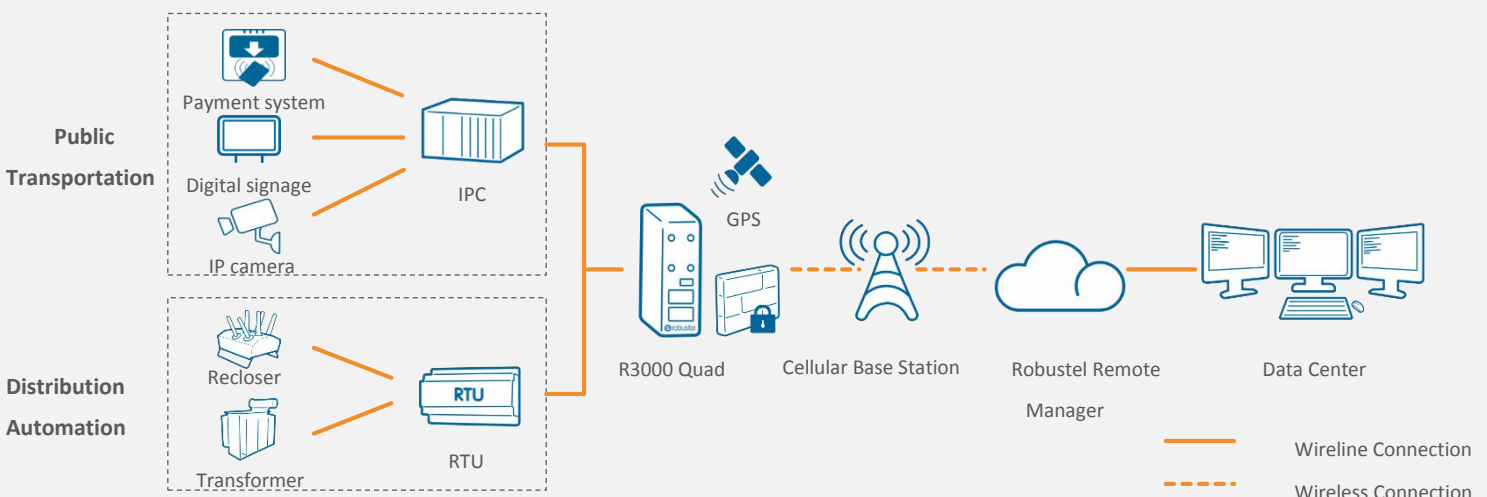 Public
Transportation
Payment system
Digital signage
IP camera
IPC
Distribution
Automation
Recloser
Transformer
RTU
RTU
GPS
robustel
R3000 Quad
Cellular Base Station
Robustel Remote
Manager
Data Center
Wireline Connection
Wireless Connection